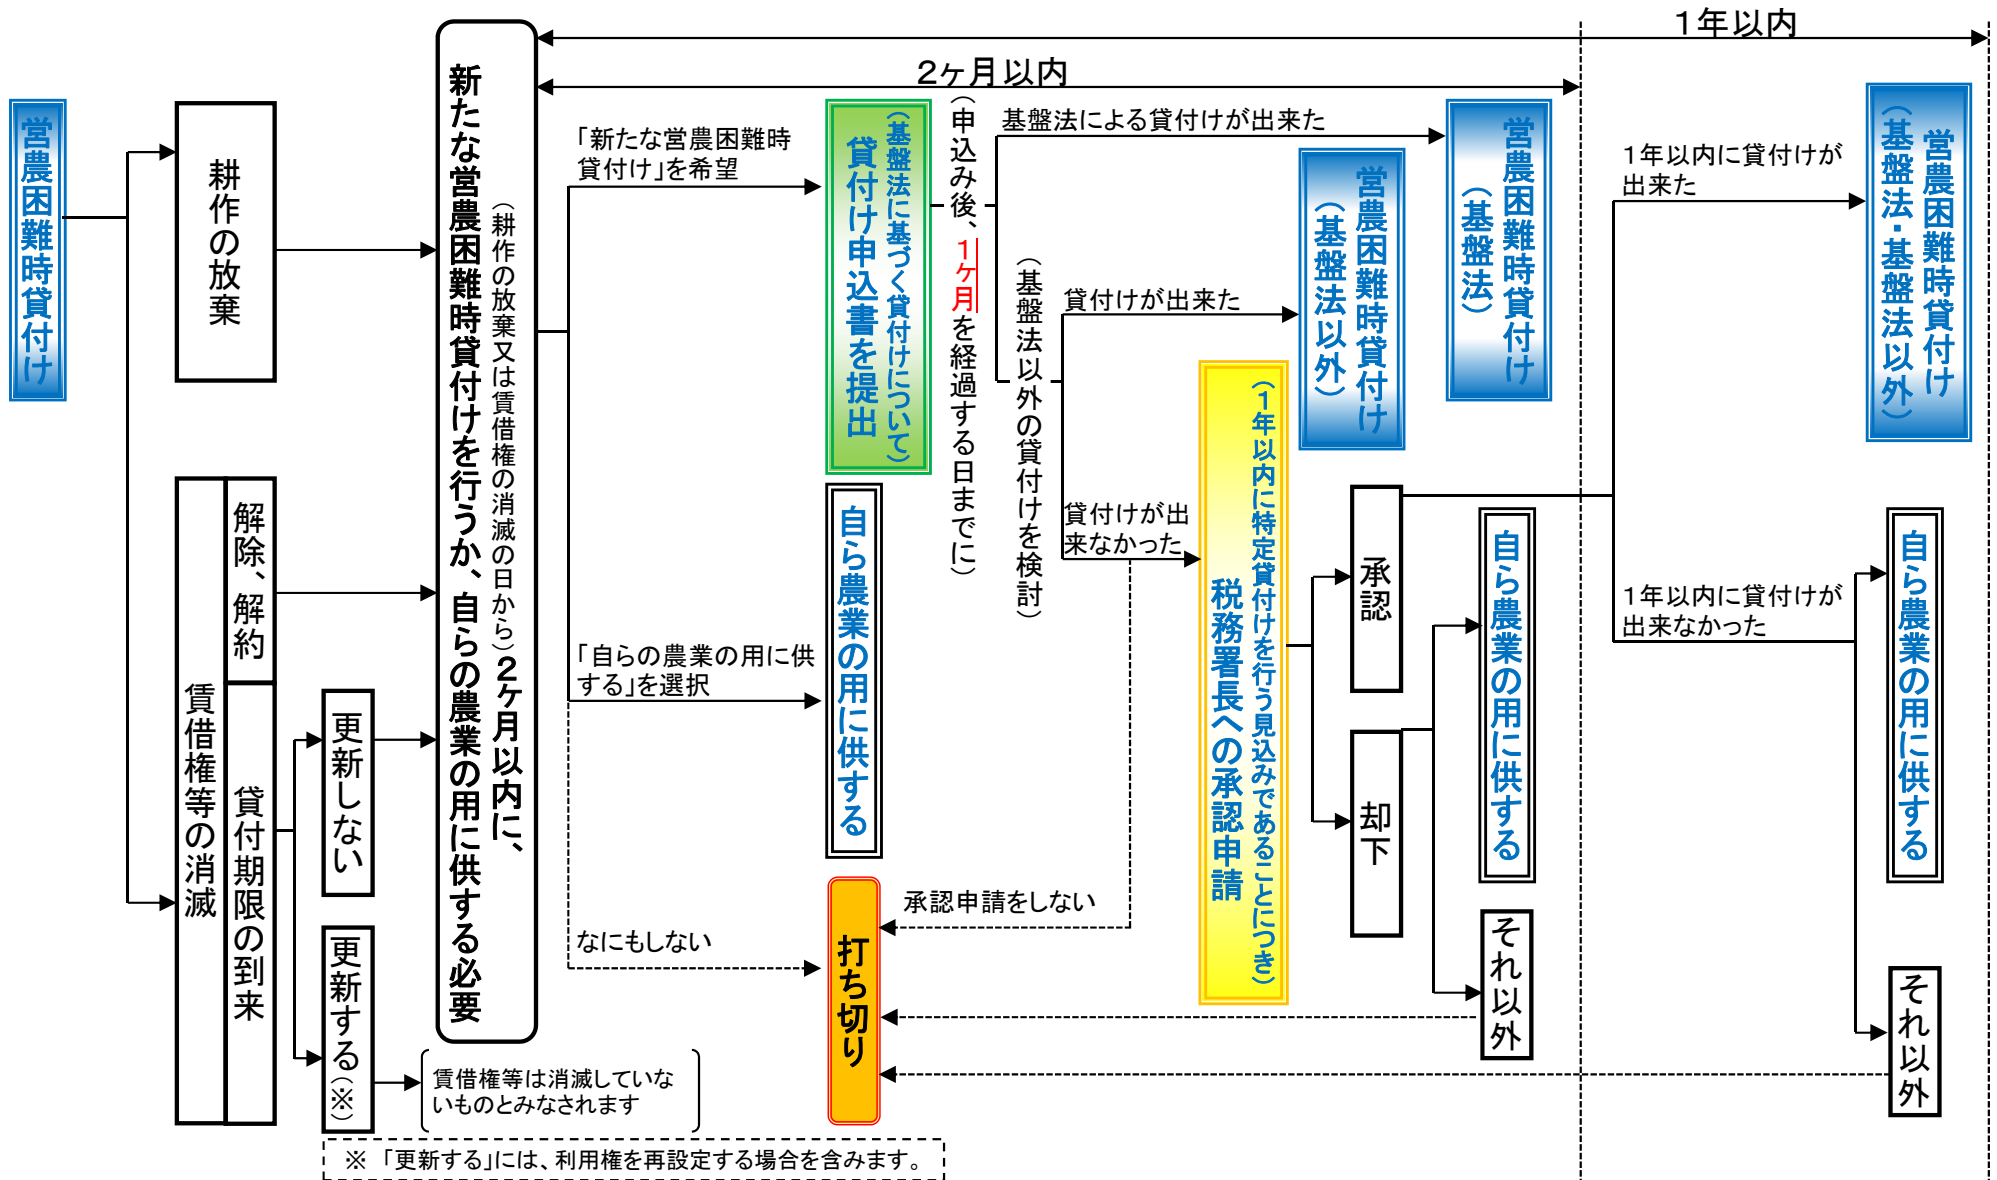 1年以内
2ヶ月以内
営農困難時貸付け
耕作の放棄
賃借権等の消滅
解除、解約
貸付期限の到来
更新しない
更新する(※)
賃借権等は消滅していな
いものとみなされます
※ 「更新する」には、利用権を再設定する場合を含みます。
(耕作の放棄又は賃借権の消滅の日から)2ヶ月以内に、
新たな営農困難時貸付けを行うか、自らの農業の用に供する必要
「新たな営農困難時
貸付け」を希望
「自らの農業の用に供
する」を選択
なにもしない
(基盤法に基づく貸付けについて)
貸付け申込書を提出
自ら農業の用に供する
打ち切り
(申込み後、1ヶ月を経過する日までに)
基盤法による貸付けが出来た
(基盤法以外の貸付けを検討)
貸付けが出来た
貸付けが出
来なかった
承認申請をしない
営農困難時貸付け
(基盤法)
営農困難時貸付け
(基盤法以外)
(1年以内に特定貸付けを行う見込みであることにつき)
税務署長への承認申請
承認
却下
自ら農業の用に供する
それ以外
1年以内に貸付けが
出来た
1年以内に貸付けが
出来なかった
営農困難時貸付け
(基盤法・基盤法以外)
自ら農業の用に供する
それ以外